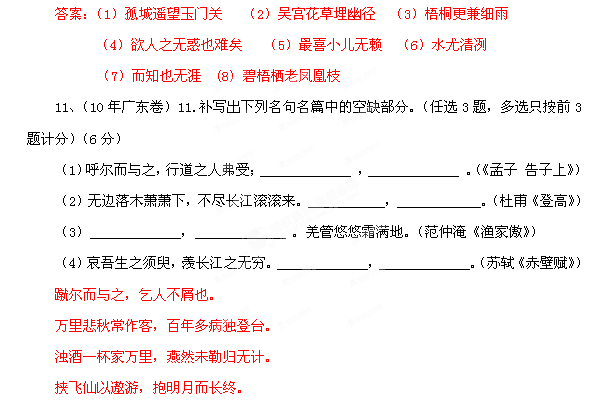 答案：（1）孤城遥望玉门关 （2）吴宫花草埋幽径 （3）梧桐更兼细雨
（4）欲人之无惑也难矣 （5）最喜小儿无赖 （6）水尤清冽
（7）而知也无涯 （8）碧梧栖老凤凰枝
11、（10年广东卷）11.补写出下列名句名篇中的空缺部分。（任选3题，多选只按前3
题计分）（6分）
（1）呼尔而与之，行道之人弗受；____________ ，____________ 。（《孟子 告子上》）
（2）无边落木萧萧下，不尽长江滚滚来。__________，____________。（杜甫《登高》）
（3）____________，____________ 。羌管悠悠霜满地。（范仲淹《渔家傲》）
（4）哀吾生之须臾，羡长江之无穷。____________，____________。（苏轼《赤壁赋》）
蹴尔而与之，乞人不屑也。
万里悲秋常作客，百年多病独登台。
浊酒一杯家万里，燕然未勒归无计。
挟飞仙以遨游，抱明月而长终。